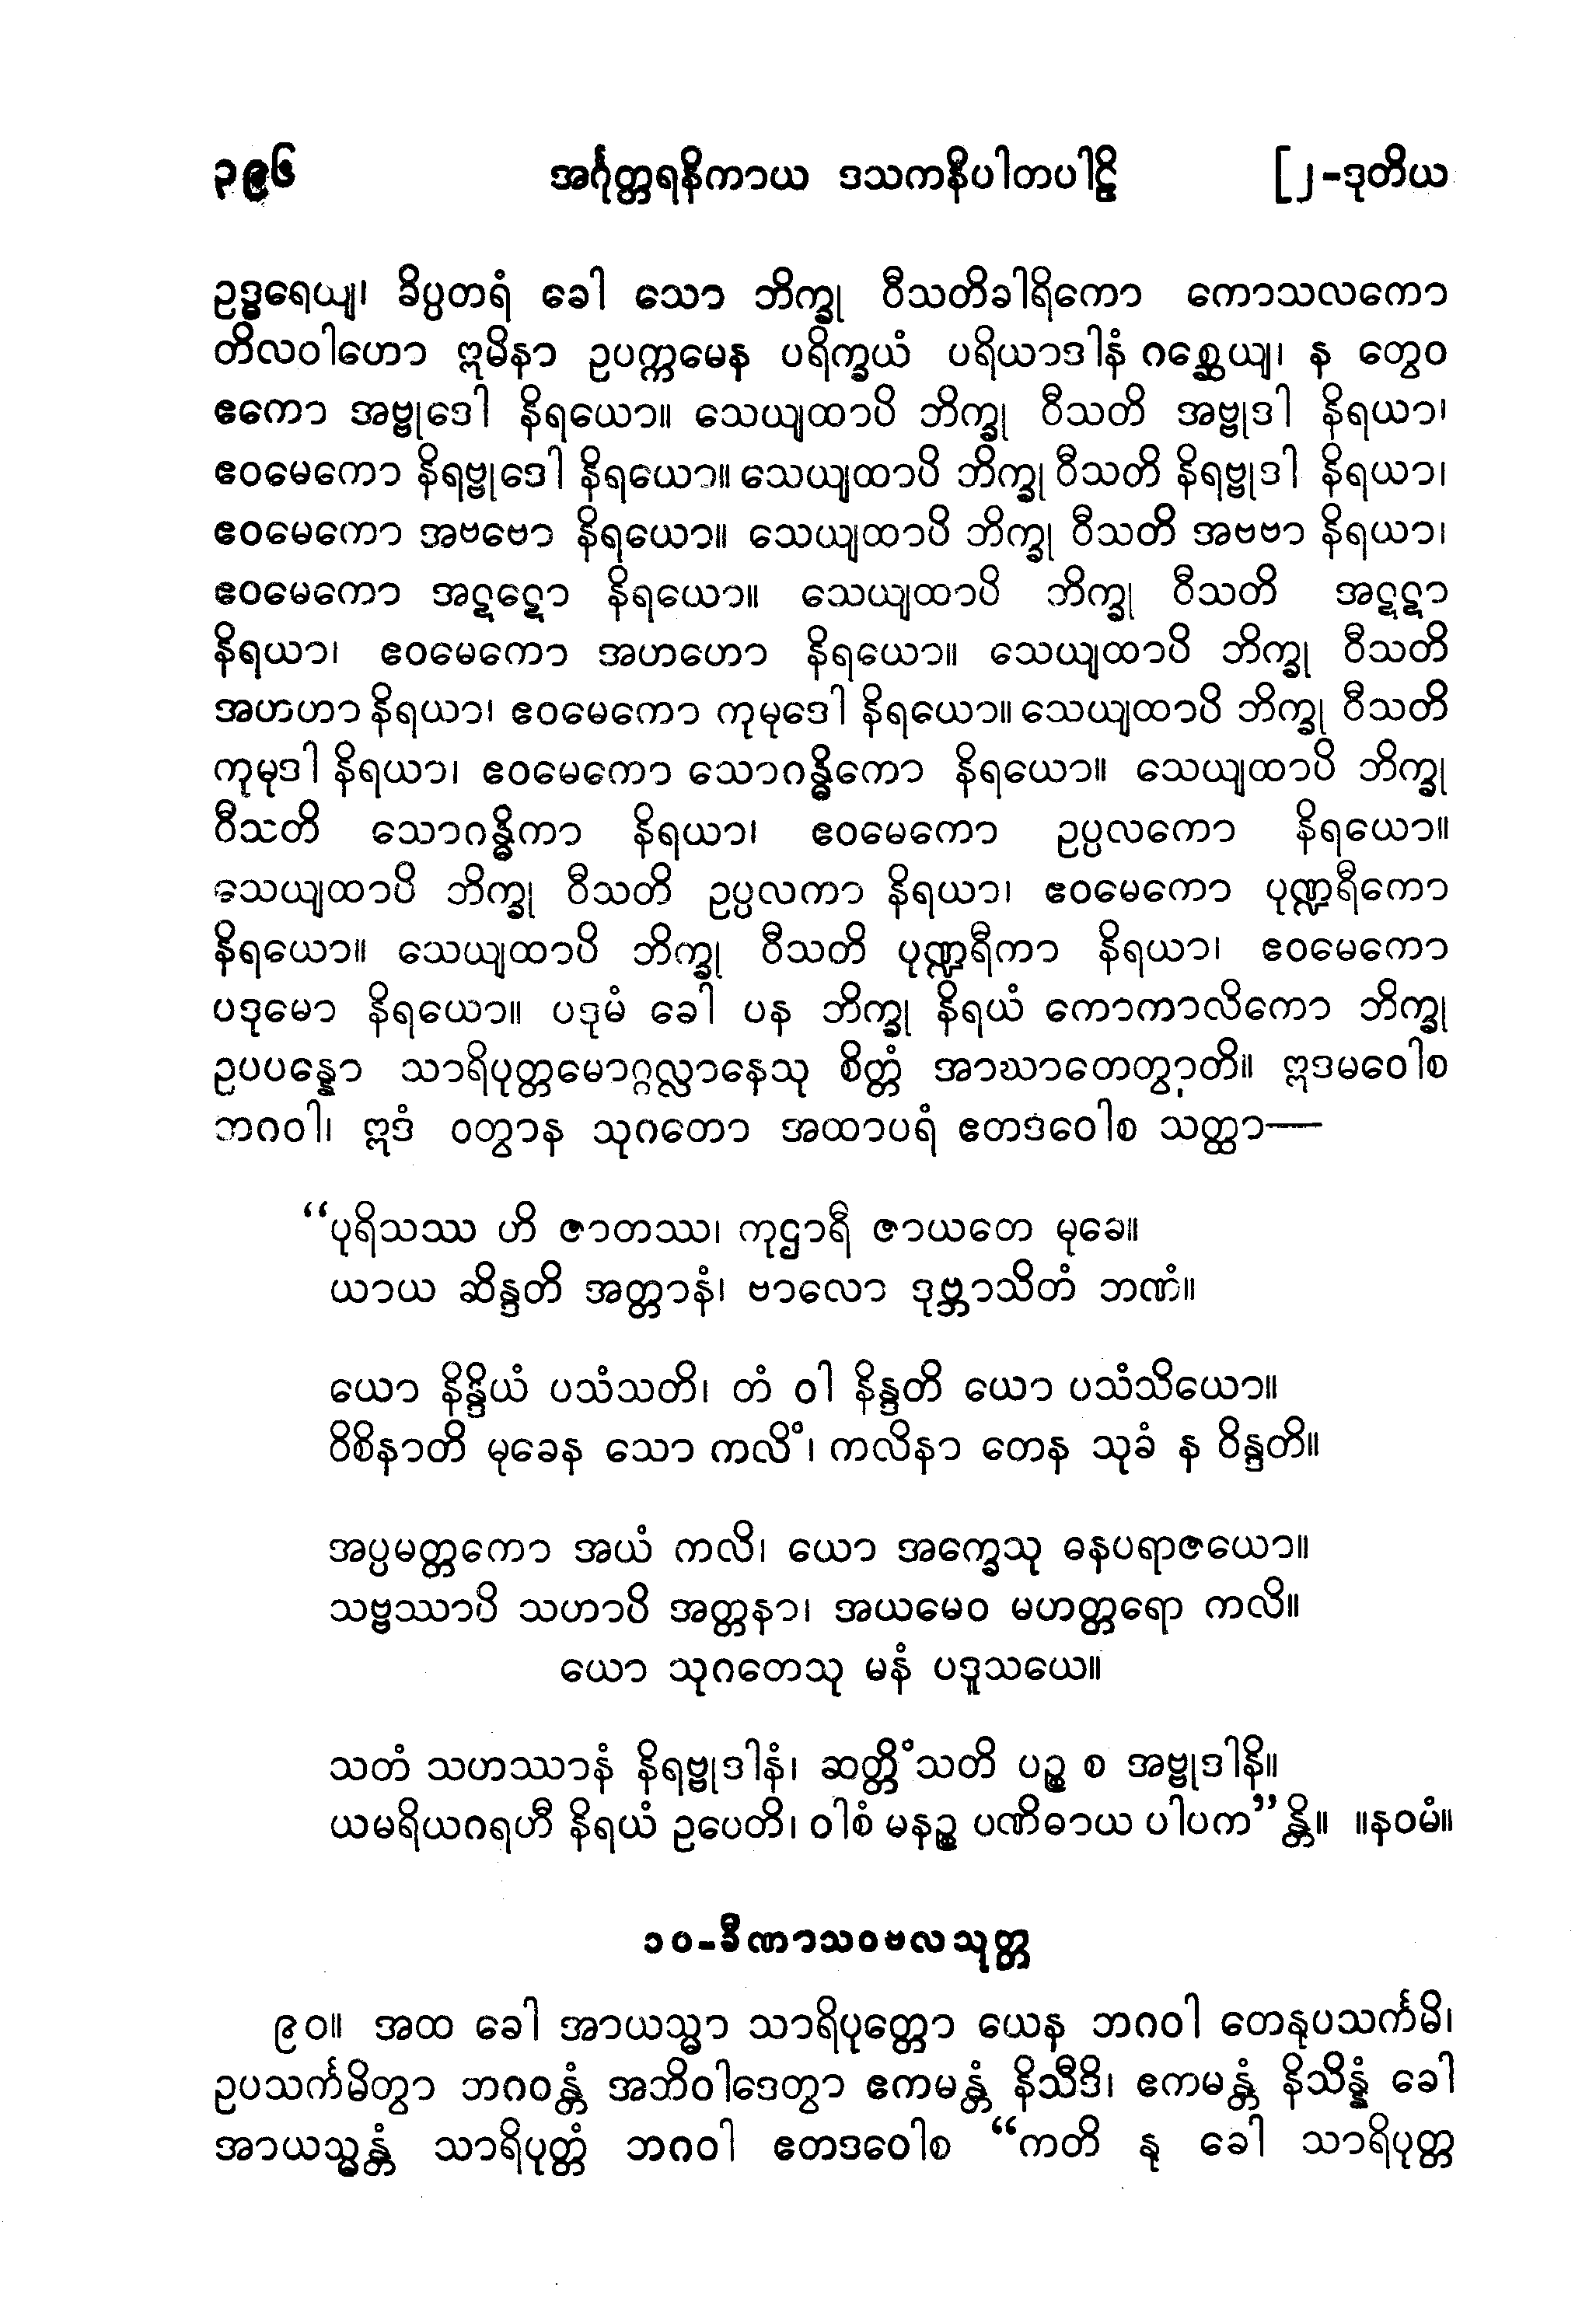 ၃၉၆ အင်္ဂုတ္တရနိကာယ ဒသကနိပါတပါဠိ [၂-ဒုတိယ
ဥဒ္ဓရေယျ၊ ခိပ္ပတရံ ခေါ သော ဘိက္ခု ဝီသတိခါရိကော ကောသလကော
တိလဝါဟော ဣမိနာ ဥပက္ကမေန ပရိက္ခယံ ပရိယာဒါနံ ဂစ္ဆေယျ၊ န တွေဝ
ဧကော အဗ္ဗုဒေါ နိရယော။ သေယျထာပိ ဘိက္ခု ဝီသတိ အဗ္ဗုဒါ နိရယာ၊
ဧဝမေကော နိရဗ္ဗုဒေါ နိရယော။ သေယျထာပိ ဘိက္ခု ဝီသတိ နိရဗ္ဗုဒါ နိရယာ၊
ဧဝမေကော အဗဗော နိရယော။ သေယျထာပိ ဘိက္ခု ဝီသတိ အဗဗာ နိရယာ၊
ဧဝမေကော အဋဋော နိရယော။ သေယျထာပိ ဘိက္ခု ဝီသတိ အဋဋာ
နိရယာ၊ ဧဝမေကော အဟဟော နိရယော။ သေယျထာပိ ဘိက္ခု ဝီသတိ
အဟဟာ နိရယာ၊ ဧဝမေကော ကုမုဒေါ နိရယော။ သေယျထာပိ ဘိက္ခု ဝီသတိ
ကုမုဒါ နိရယာ၊ ဧဝမေကော သောဂန္ဓိကော နိရယော။ သေယျထာပိ ဘိက္ခု
ဝီသတိ သောဂန္ဓိကာ နိရယာ၊ ဧဝမေကော ဥပ္ပလကော နိရယော။
သေယျထာပိ ဘိက္ခု ဝီသတိ ဥပ္ပလကာ နိရယာ၊ ဧဝမေကော ပုဏ္ဍရီကော
နိရယော။ သေယျထာပိ ဘိက္ခု ဝီသတိ ပုဏ္ဍရီကာ နိရယာ၊ ဧဝမေကော
ပဒုမော နိရယော။ ပဒုမံ ခေါ ပန ဘိက္ခု နိရယံ ကောကာလိကော ဘိက္ခု
ဥပပန္နော သာရိပုတ္တမောဂ္ဂလ္လာနေသု စိတ္တံ အာဃာတေတွာတိ။ ဣဒမဝေါစ
ဘဂဝါ၊ ဣဒံ ဝတွာန သုဂတော အထာပရံ ဧတဒဝေါစ သတ္ထာ—
“ပုရိသဿ ဟိ ဇာတဿ၊ ကုဌာရီ ဇာယတေ မုခေ။
ယာယ ဆိန္ဒတိ အတ္တာနံ၊ ဗာလော ဒုဗ္ဘာသိတံ ဘဏံ။
ယော နိန္ဒိယံ ပသံသတိ၊ တံ ဝါ နိန္ဒတိ ယော ပသံသိယော။
ဝိစိနာတိ မုခေန သော ကလိံ၊ ကလိနာ တေန သုခံ န ဝိန္ဒတိ။
အပ္ပမတ္တကော အယံ ကလိ၊ ယော အက္ခေသု ဓနပရာဇယော။
သဗ္ဗဿာပိ သဟာပိ အတ္တနာ၊ အယမေဝ မဟတ္တရော ကလိ။
ယော သုဂတေသု မနံ ပဒူသယေ။
သတံ သဟဿာနံ နိရဗ္ဗုဒါနံ၊ ဆတ္တိံသတိ ပဉ္စ စ အဗ္ဗုဒါနိ။
ယမရိယဂရဟီ နိရယံ ဥပေတိ၊ ဝါစံ မနဉ္စ ပဏိဓာယ ပါပက”န္တိ။ ။နဝမံ။
၁၀-ခီဏာသဝဗလသုတ္တ
၉၀။ အထ ခေါ အာယသ္မာ သာရိပုတ္တော ယေန ဘဂဝါ တေနုပသင်္ကမိ၊
ဥပသင်္ကမိတွာ ဘဂဝန္တံ အဘိဝါဒေတွာ ဧကမန္တံ နိသီဒိ၊ ဧကမန္တံ နိသိန္နံ ခေါ
အာယသ္မန္တံ သာရိပုတ္တံ ဘဂဝါ ဧတဒဝေါစ “ကတိ နု ခေါ သာရိပုတ္တ